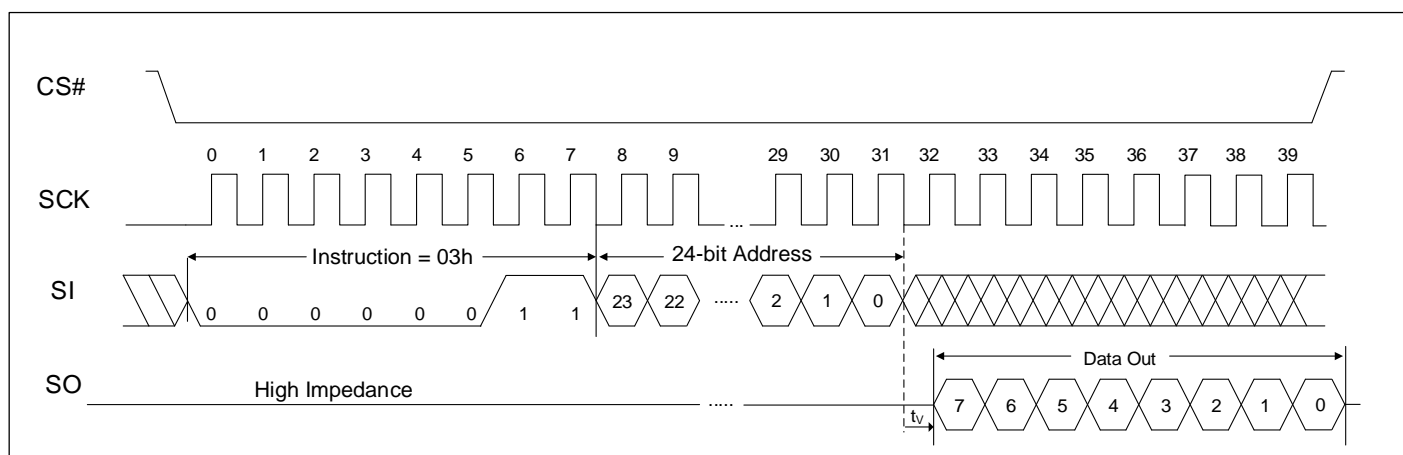 CS#
0 1 2 3 4 5 6 7 8 9 29 30 31 32 33 34 35 36 37 38 39
SCK
...
Instruction = 03h 24-bit Address
SI
0 0 0 0 0 0 1 1 23 22 ..... 2 1 0
Data Out
SO
High Impedance ..... tV 7 6 5 4 3 2 1 0